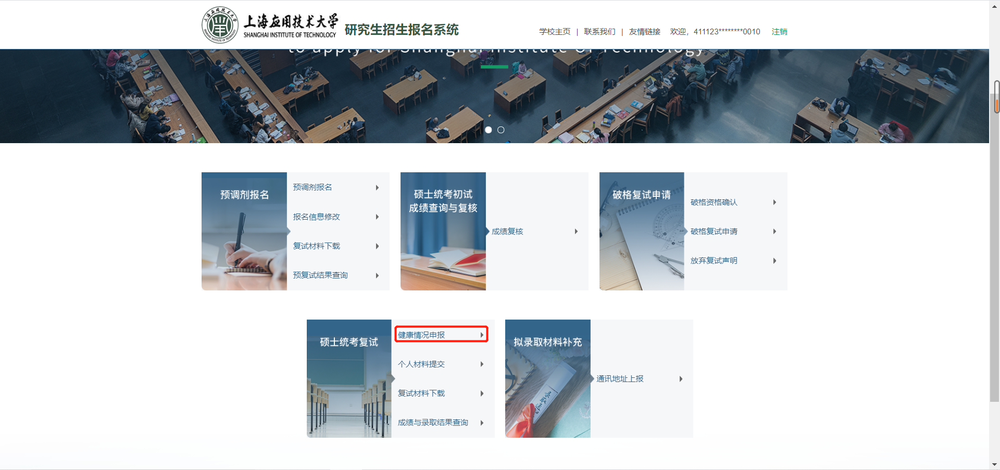 上海应用技术大学
SHANGHAI INSTITUTE OF TECHNOLOGY
研究生招生报名系统
学校主页 | 联系我们 | 友情链接 欢迎，411123********0010 注销
to apply for Shanghai Institute of Technology
预调剂报名
预调剂报名
报名信息修改
复试材料下载
预复试结果查询
硕士统考初试
成绩查询与复核
成绩复核
破格复试申请
破格资格确认
破格复试申请
放弃复试声明
硕士统考复试
健康情况申报
个人材料提交
复试材料下载
成绩与录取结果查询
拟录取材料补充
通讯地址上报